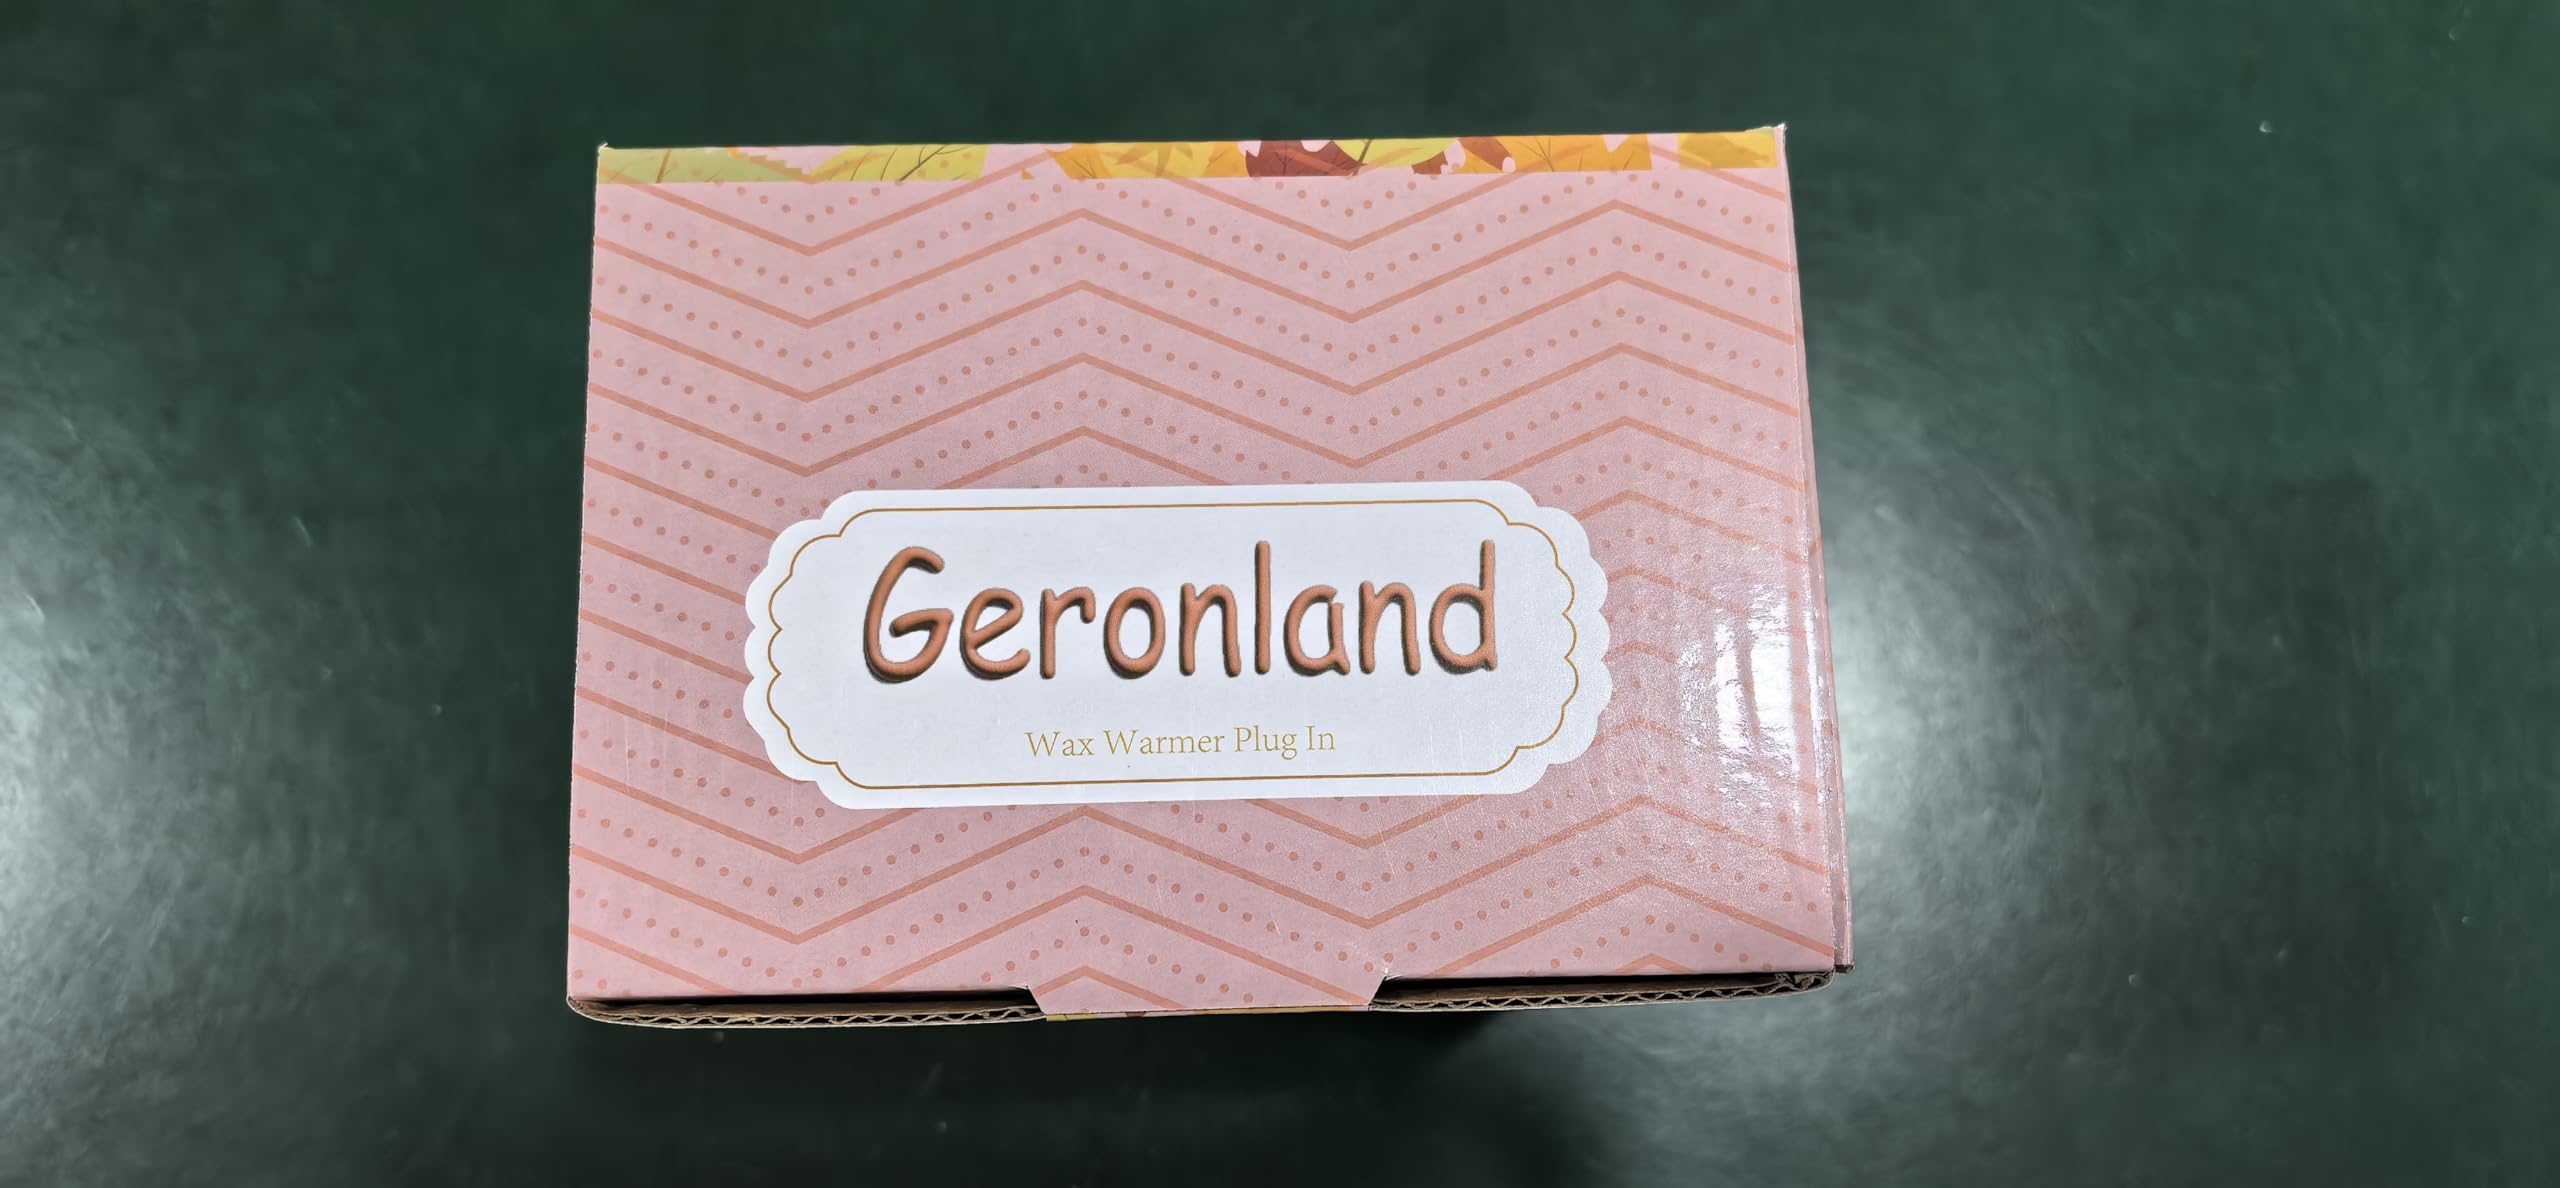 Geronland
Wax Warmer Plug In